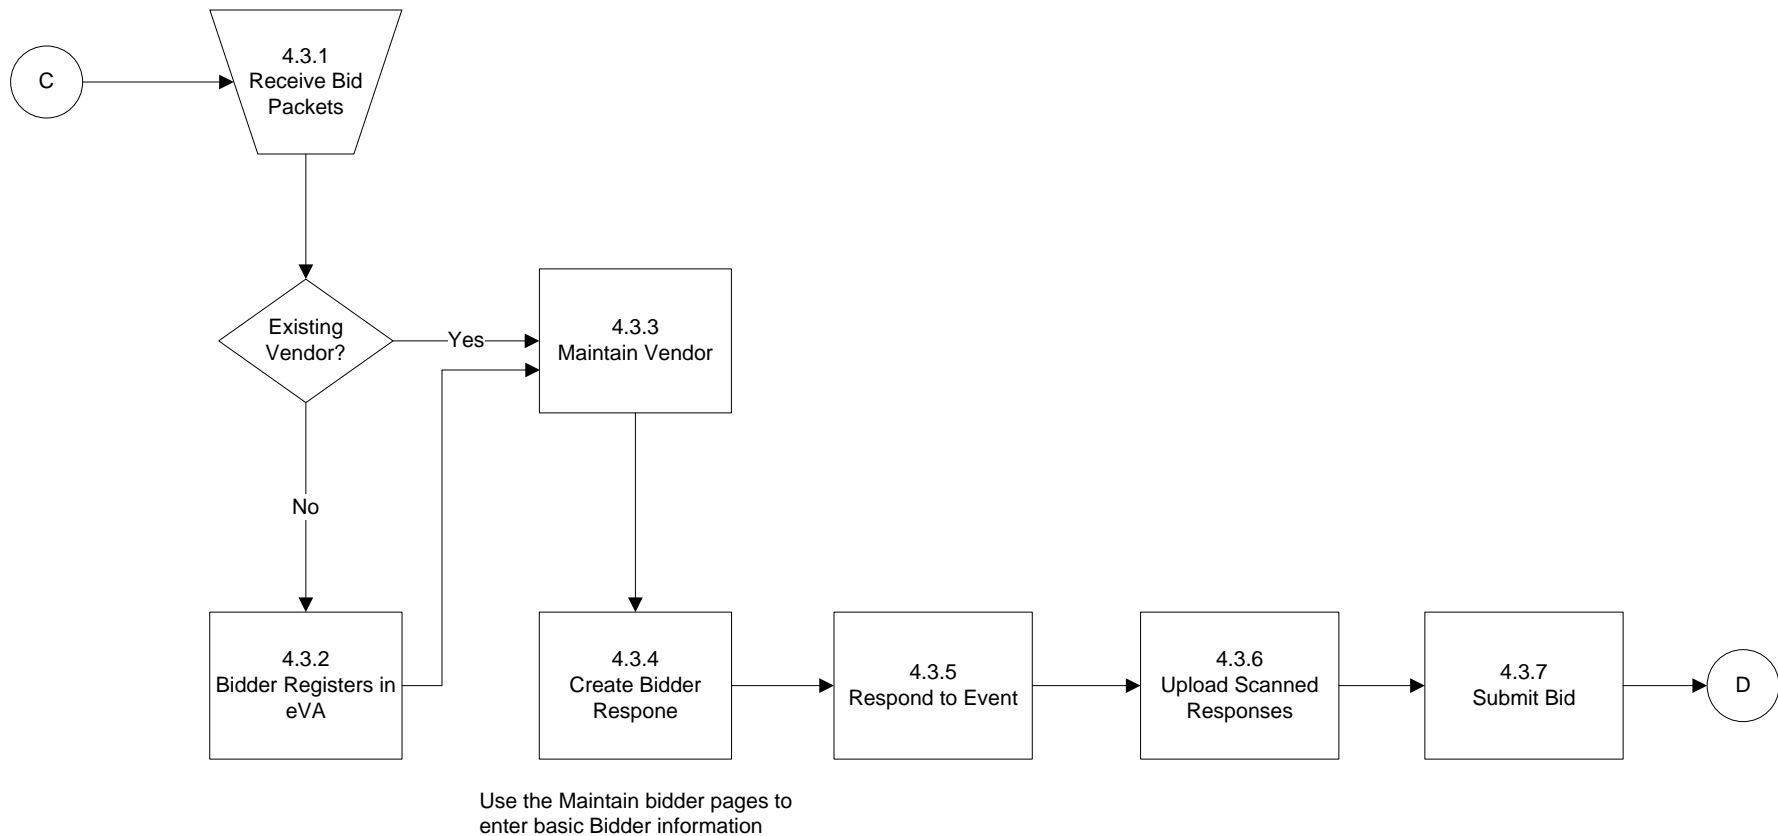 C
4.3.1
Receive Bid
Packets
Existing
Vendor?
Yes
4.3.3
Maintain Vendor
No
4.3.2
Bidder Registers in
eVA
4.3.4
Create Bidder
Respone
4.3.5
Respond to Event
4.3.6
Upload Scanned
Responses
4.3.7
Submit Bid
D
Use the Maintain bidder pages to
enter basic Bidder information